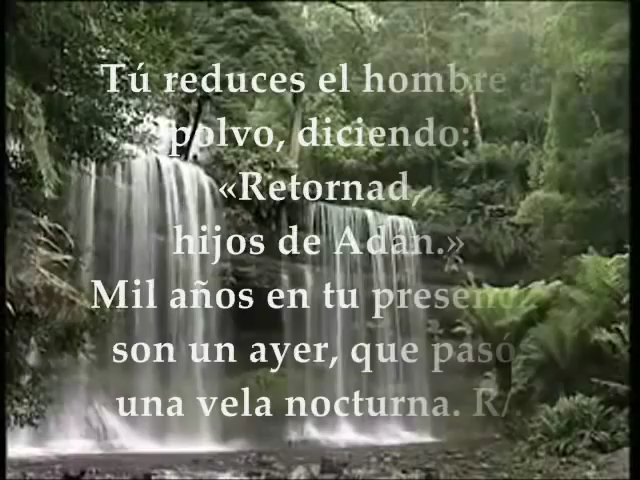 Tú reduces el hombre a
polvo, diciendo:
«Retornad,
hijos de Adán.»
Mil años en tu presencia
son un ayer, que pasó
una vela nocturna. R/.